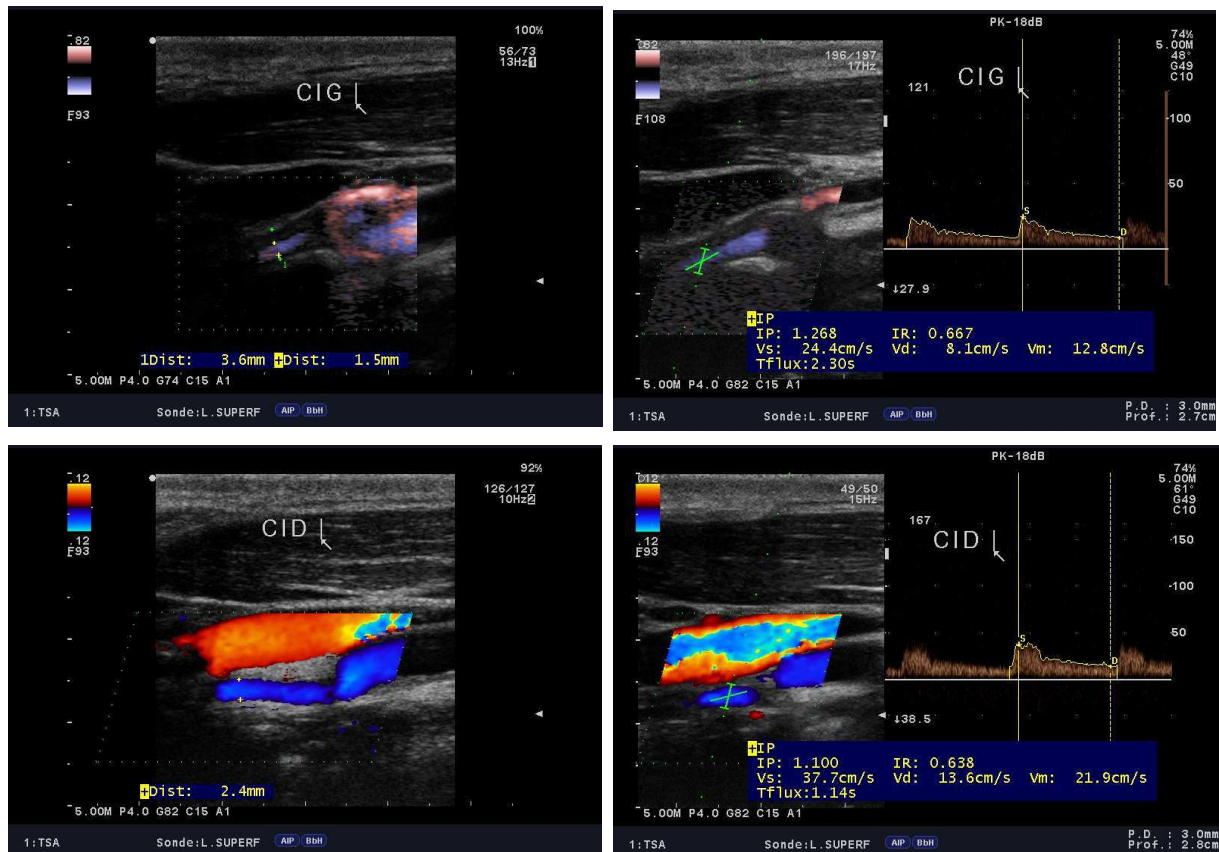 .82
100%
56/73
13Hz1
CIG
F93
1Dist: 3.6mm +Dist: 1.5mm
5.00M P4.0 G74 C15 A1
1:TSA Sonde:L.SUPERF AIP BbH
PK-18dB
.82
196/197
17Hz
74%
5.00M
48°
G49
C10
CIG
121
-100
F108
50
S
D
↓27.9
+IP
IP: 1.268 IR: 0.667
Vs: 24.4cm/s Vd: 8.1cm/s Vm: 12.8cm/s
Tflux:2.30s
5.00M P4.0 G82 C15 A1
1:TSA Sonde:L.SUPERF AIP BbH
P.D. : 3.0mm
Prof.: 2.7cm
.12
92%
126/127
10Hz2
CID
.12
F93
+Dist: 2.4mm
5.00M P4.0 G82 C15 A1
1:TSA Sonde:L.SUPERF AIP BbH
PK-18dB
.12
49/50
15Hz
74%
5.00M
61°
G49
C10
167
CID
-150
.12
F93
-100
50
S
D
↓38.5
+IP
IP: 1.100 IR: 0.638
Vs: 37.7cm/s Vd: 13.6cm/s Vm: 21.9cm/s
Tflux:1.14s
5.00M P4.0 G82 C15 A1
1:TSA Sonde:L.SUPERF AIP BbH
P.D. : 3.0mm
Prof.: 2.8cm